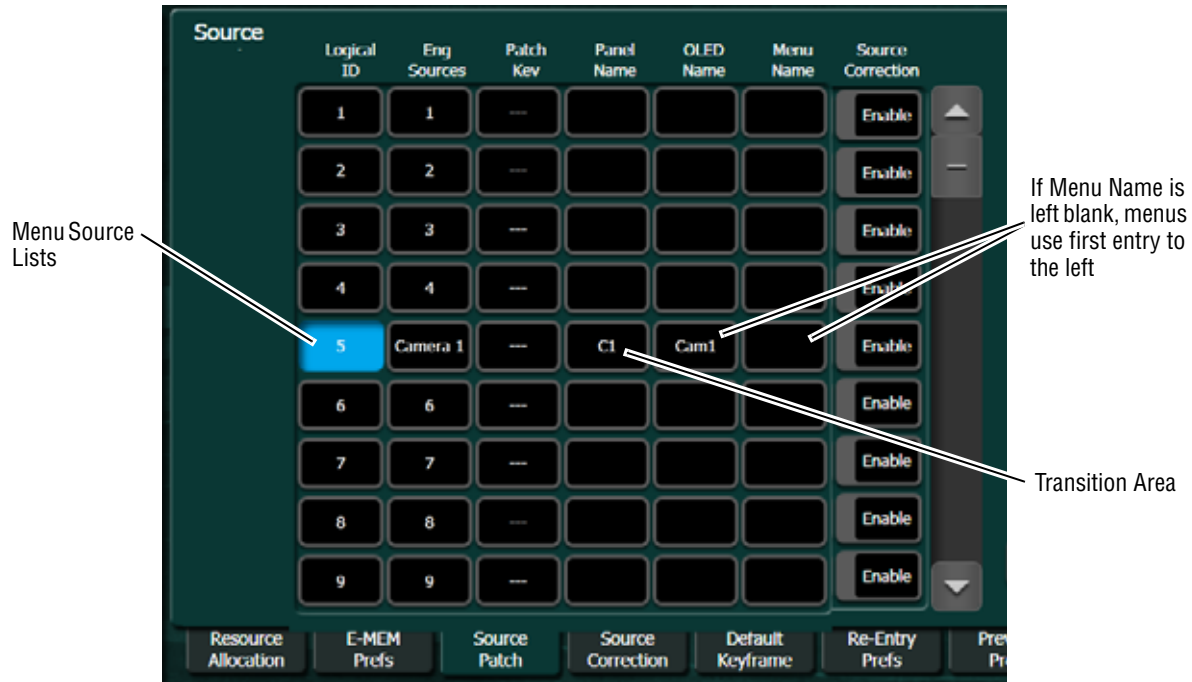 Source
Logical ID
Eng Sources
Patch Key
Panel Name
OLED Name
Menu Name
Source Correction
1 1 --- Enable
2 2 --- Enable
3 3 --- Enable
4 4 --- Enable
5 Camera 1 --- C1 Cam1 Enable
6 6 --- Enable
7 7 --- Enable
8 8 --- Enable
9 9 --- Enable
Menu Source
Lists
If Menu Name is
left blank, menus
use first entry to
the left
Transition Area
Resource Allocation
E-MEM Prefs
Source Patch
Source Correction
Default Keyframe
Re-Entry Prefs